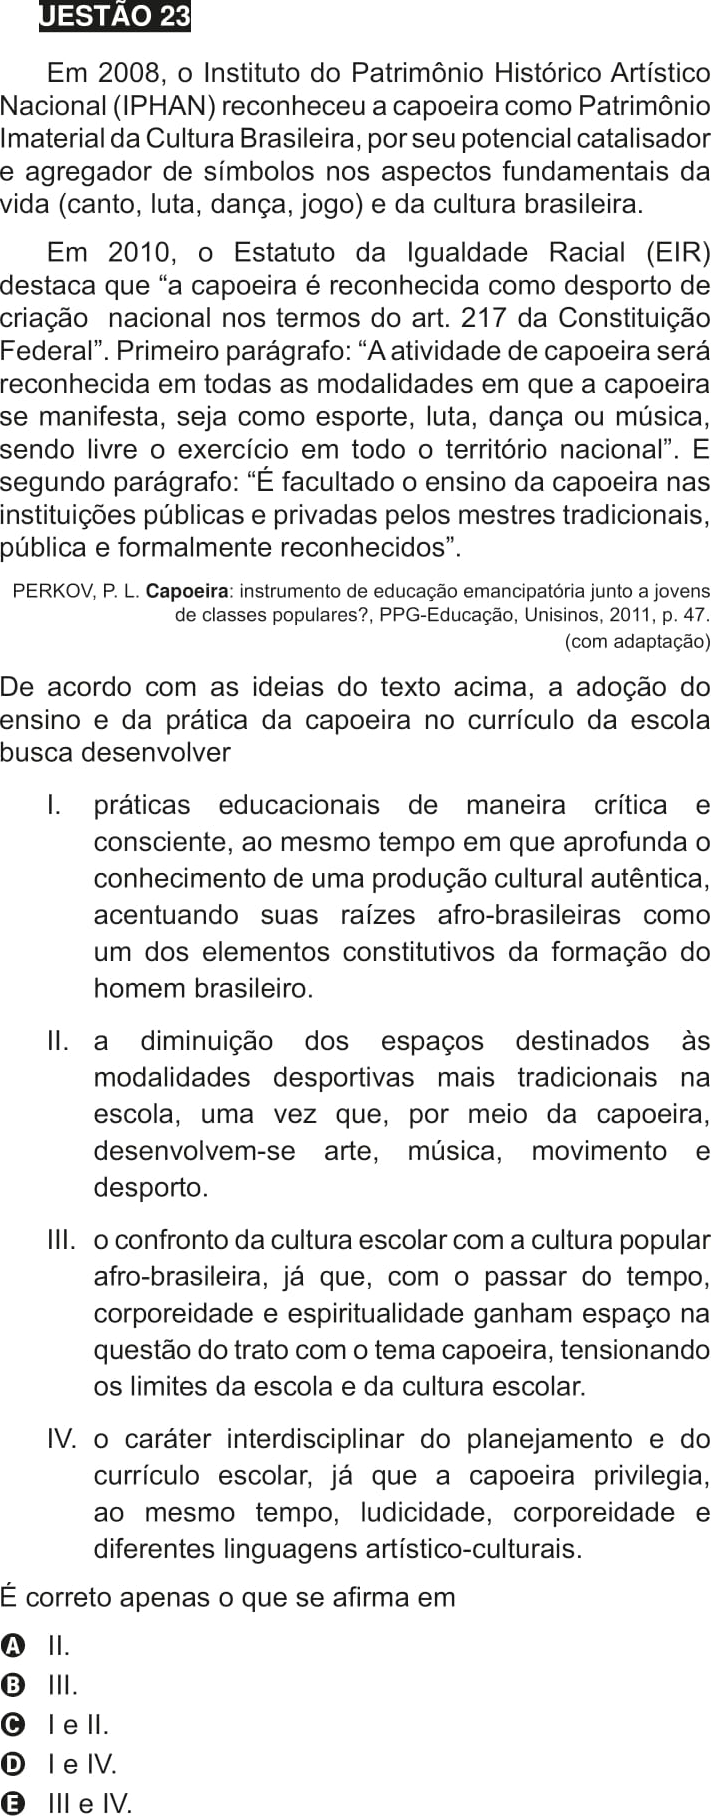 UESTÃO 23
Em 2008, o Instituto do Patrimônio Histórico Artístico
Nacional (IPHAN) reconheceu a capoeira como Patrimônio
Imaterial da Cultura Brasileira, por seu potencial catalisador
e agregador de símbolos nos aspectos fundamentais da
vida (canto, luta, dança, jogo) e da cultura brasileira.
Em 2010, o Estatuto da Igualdade Racial (EIR)
destaca que “a capoeira é reconhecida como desporto de
criação nacional nos termos do art. 217 da Constituição
Federal”. Primeiro parágrafo: “A atividade de capoeira será
reconhecida em todas as modalidades em que a capoeira
se manifesta, seja como esporte, luta, dança ou música,
sendo livre o exercício em todo o território nacional”. E
segundo parágrafo: “É facultado o ensino da capoeira nas
instituições públicas e privadas pelos mestres tradicionais,
pública e formalmente reconhecidos”.
PERKOV, P. L. Capoeira: instrumento de educação emancipatória junto a jovens
de classes populares?, PPG-Educação, Unisinos, 2011, p. 47.
(com adaptação)
De acordo com as ideias do texto acima, a adoção do
ensino e da prática da capoeira no currículo da escola
busca desenvolver
I. práticas educacionais de maneira crítica e
consciente, ao mesmo tempo em que aprofunda o
conhecimento de uma produção cultural autêntica,
acentuando suas raízes afro-brasileiras como
um dos elementos constitutivos da formação do
homem brasileiro.
II. a diminuição dos espaços destinados às
modalidades desportivas mais tradicionais na
escola, uma vez que, por meio da capoeira,
desenvolvem-se arte, música, movimento e
desporto.
III. o confronto da cultura escolar com a cultura popular
afro-brasileira, já que, com o passar do tempo,
corporeidade e espiritualidade ganham espaço na
questão do trato com o tema capoeira, tensionando
os limites da escola e da cultura escolar.
IV. o caráter interdisciplinar do planejamento e do
currículo escolar, já que a capoeira privilegia,
ao mesmo tempo, ludicidade, corporeidade e
diferentes linguagens artístico-culturais.
É correto apenas o que se afirma em
A II.
B III.
C I e II.
D I e IV.
E III e IV.